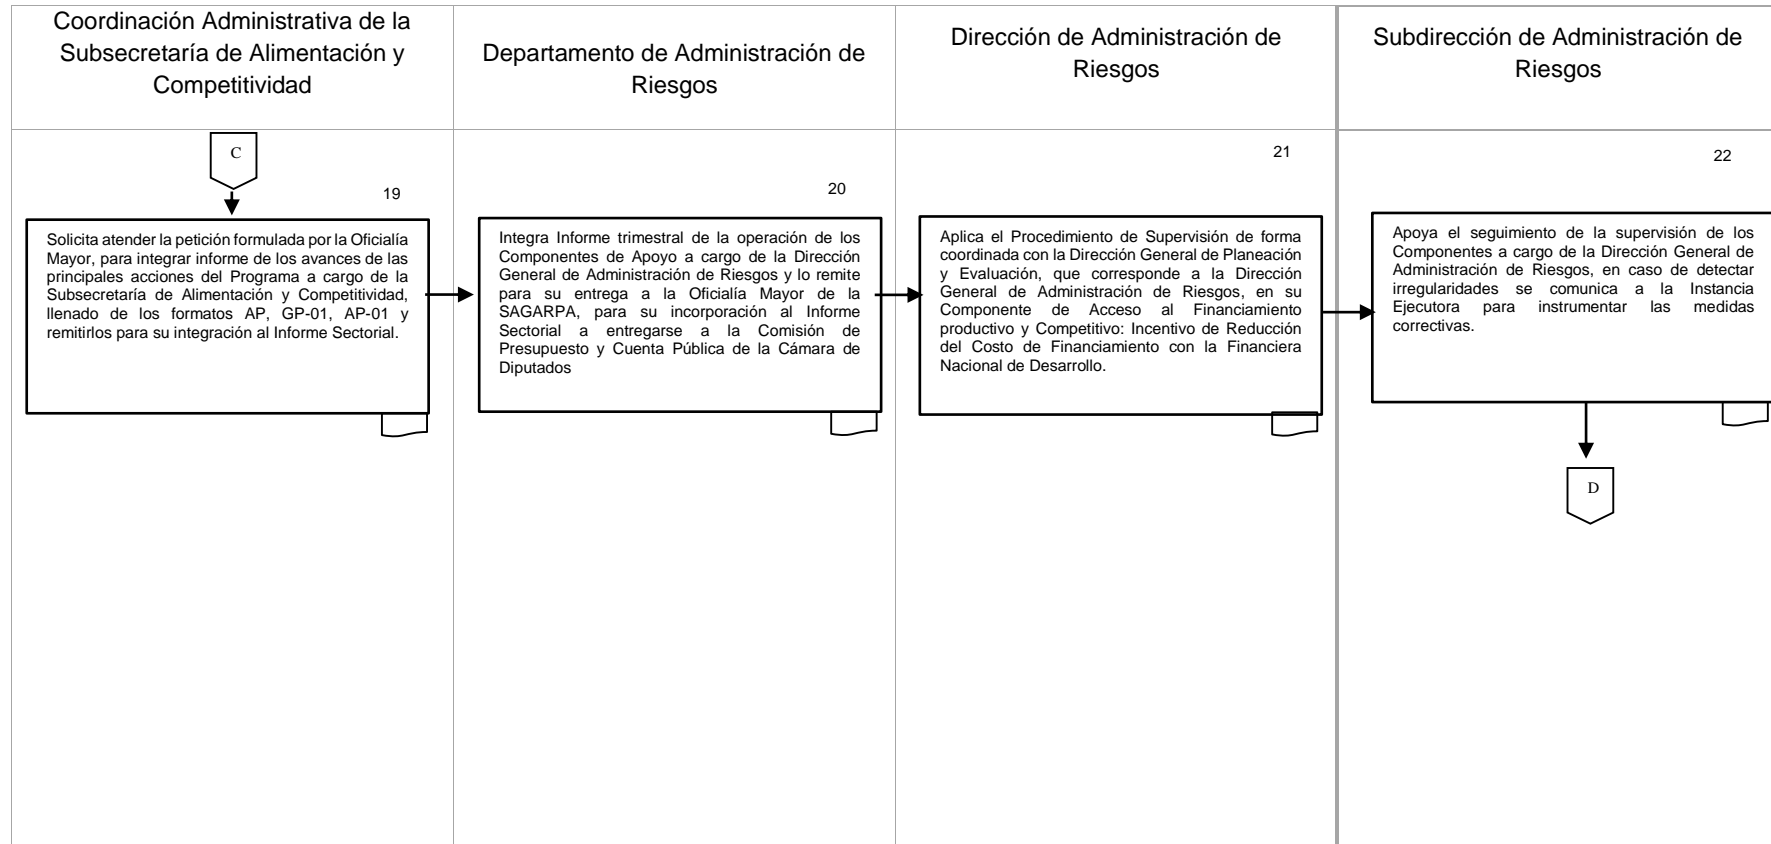 Coordinación Administrativa de la
Subsecretaría de Alimentación y
Competitividad
Departamento de Administración de
Riesgos
Dirección de Administración de
Riesgos
Subdirección de Administración de
Riesgos
C
19
Solicita atender la petición formulada por la Oficialía
Mayor, para integrar informe de los avances de las
principales acciones del Programa a cargo de la
Subsecretaría de Alimentación y Competitividad,
llenado de los formatos AP, GP-01, AP-01 y
remitirlos para su integración al Informe Sectorial.
20
Integra Informe trimestral de la operación de los
Componentes de Apoyo a cargo de la Dirección
General de Administración de Riesgos y lo remite
para su entrega a la Oficialía Mayor de la
SAGARPA, para su incorporación al Informe
Sectorial a entregarse a la Comisión de
Presupuesto y Cuenta Pública de la Cámara de
Diputados
21
Aplica el Procedimiento de Supervisión de forma
coordinada con la Dirección General de Planeación
y Evaluación, que corresponde a la Dirección
General de Administración de Riesgos, en su
Componente de Acceso al Financiamiento
productivo y Competitivo: Incentivo de Reducción
del Costo de Financiamiento con la Financiera
Nacional de Desarrollo.
22
Apoya el seguimiento de la supervisión de los
Componentes a cargo de la Dirección General de
Administración de Riesgos, en caso de detectar
irregularidades se comunica a la Instancia
Ejecutora para instrumentar las medidas
correctivas.
D